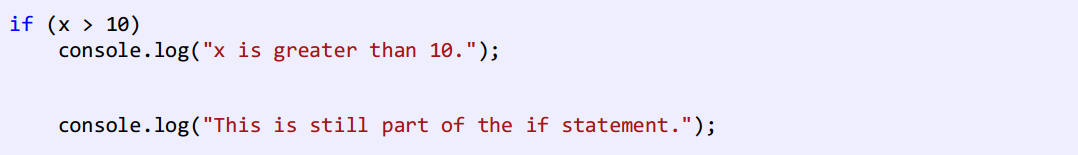 if (x > 10)
console.log("x is greater than 10.");
console.log("This is still part of the if statement.");